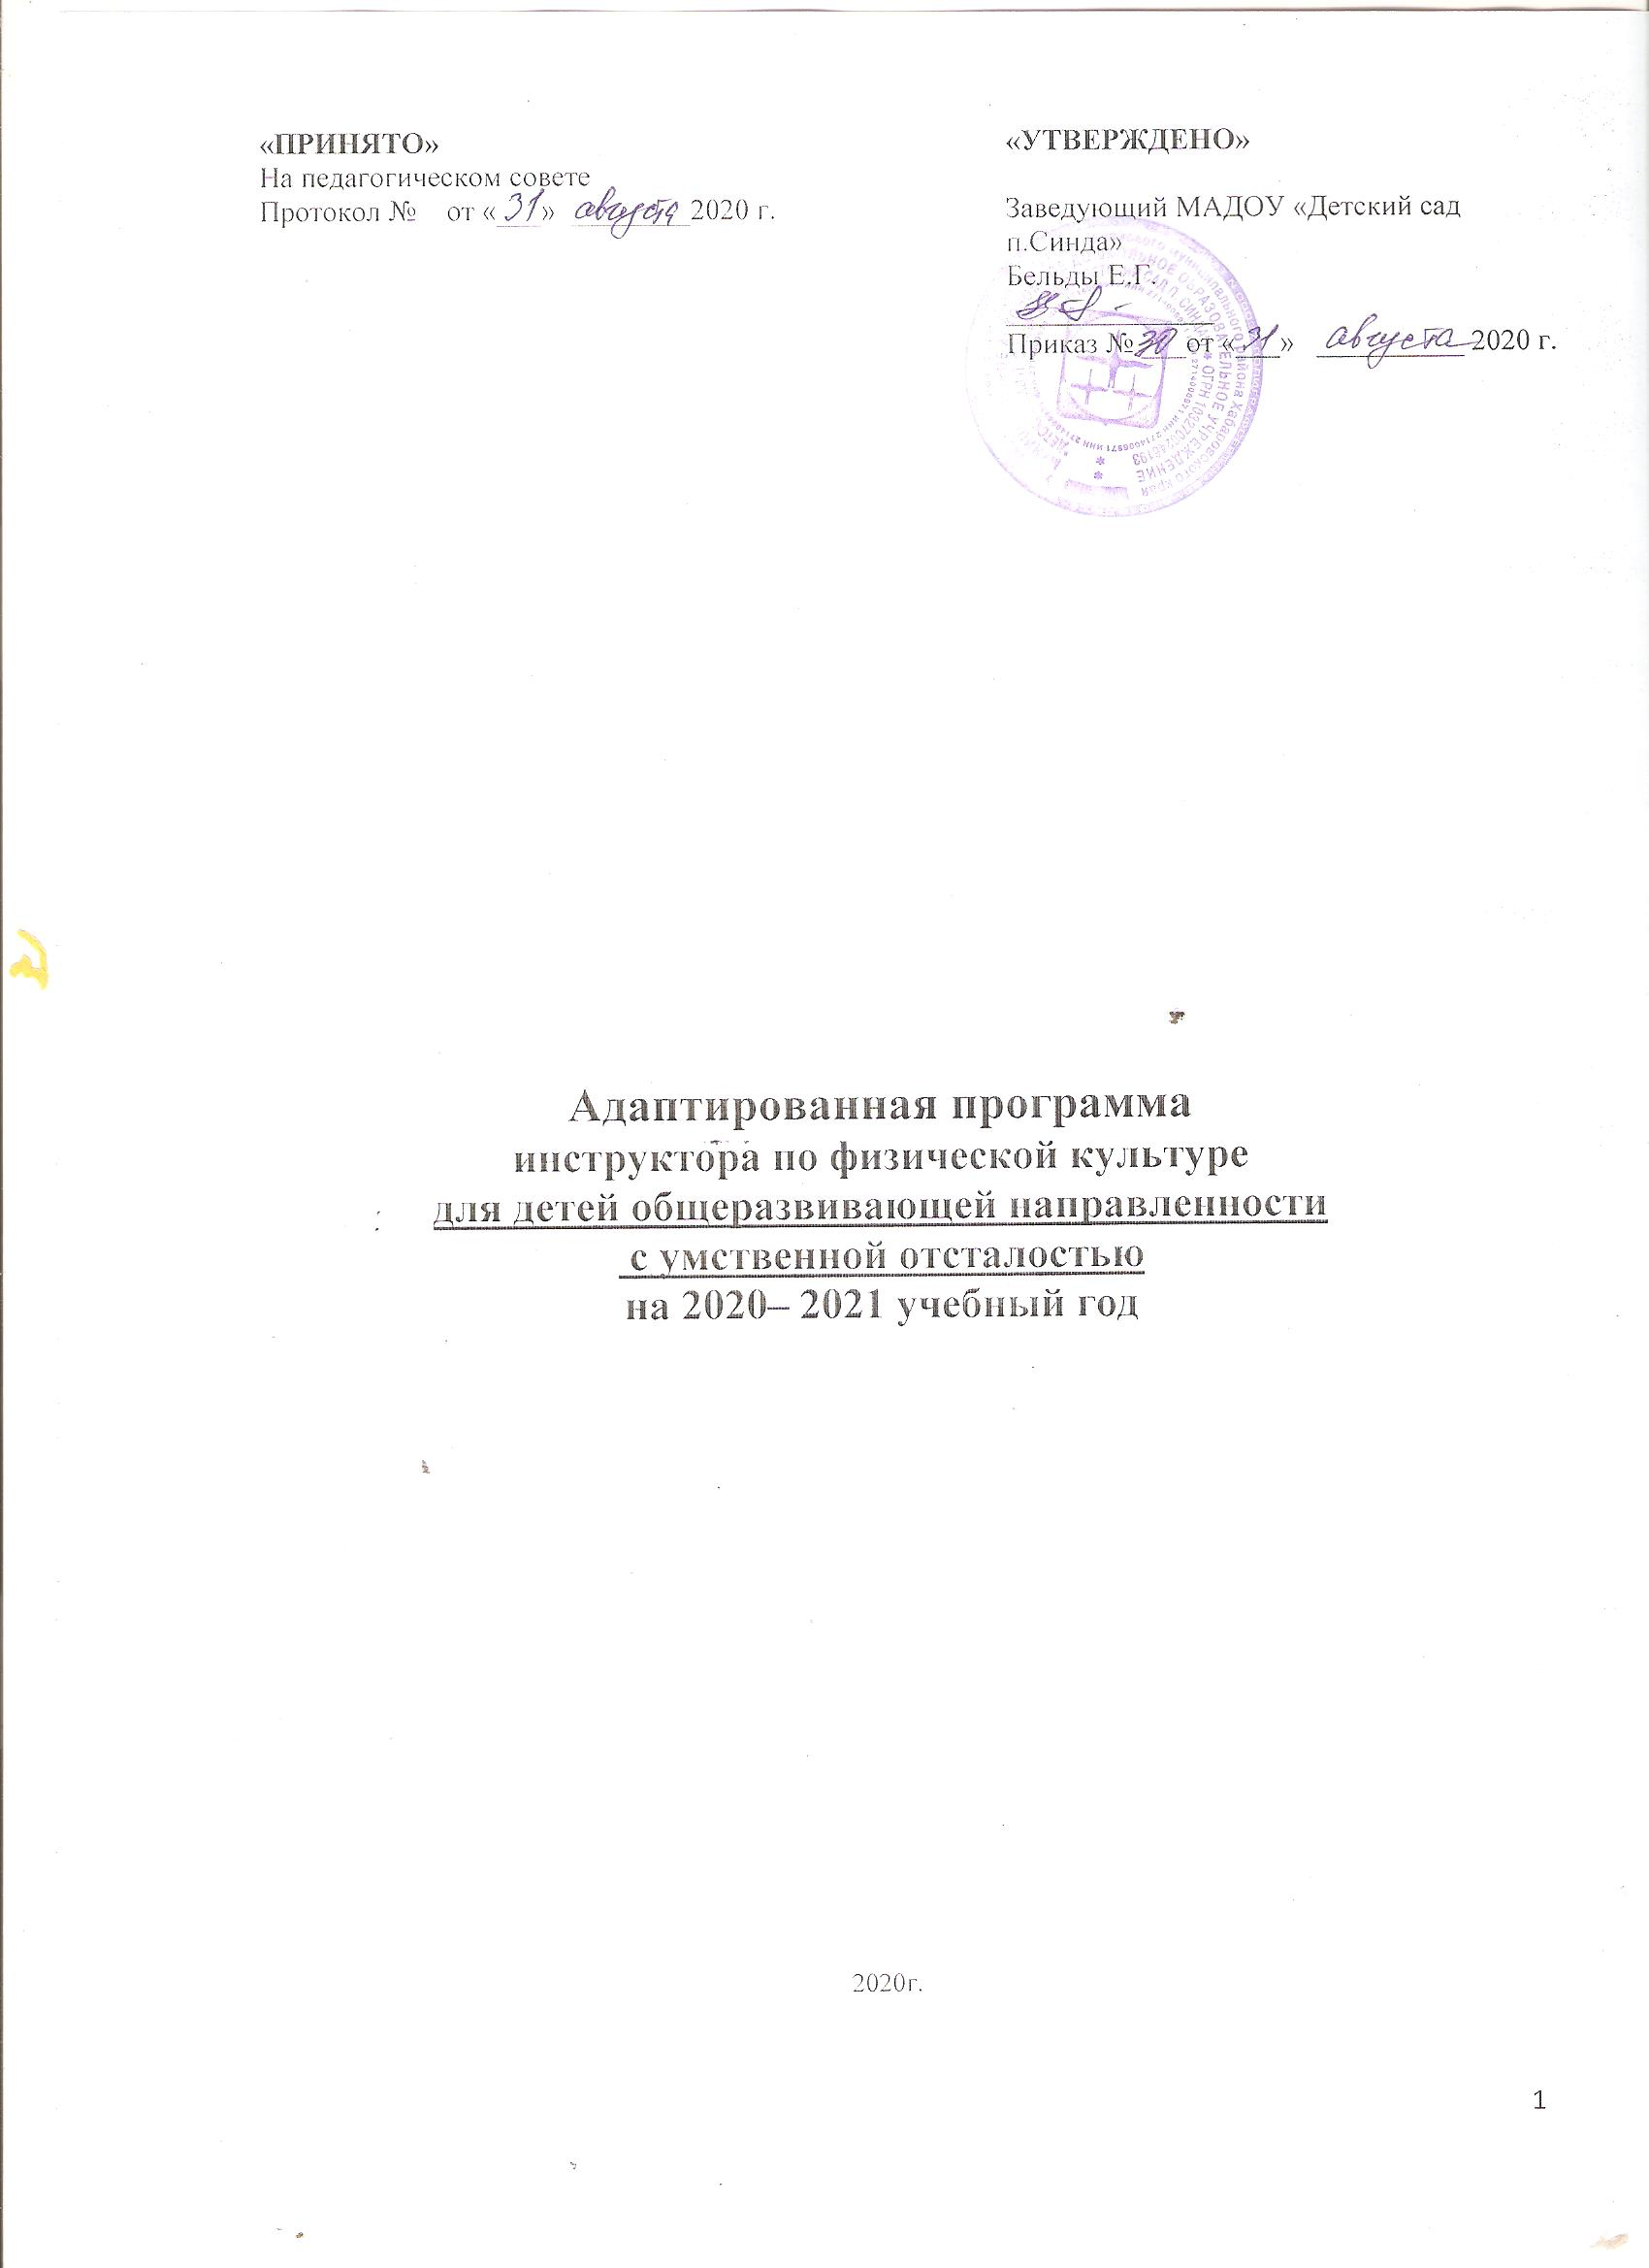 «ПРИНЯТО»
На педагогическом совете
Протокол № от «31» августа 2020 г.
«УТВЕРЖДЕНО»
Заведующий МАДОУ «Детский сад
п.Синда»
Бельды Е.Г.
Приказ № 30 от «31» августа 2020 г.
Адаптированная программа
инструктора по физической культуре
для детей общеразвивающей направленности
с умственной отсталостью
на 2020– 2021 учебный год
2020г.
1